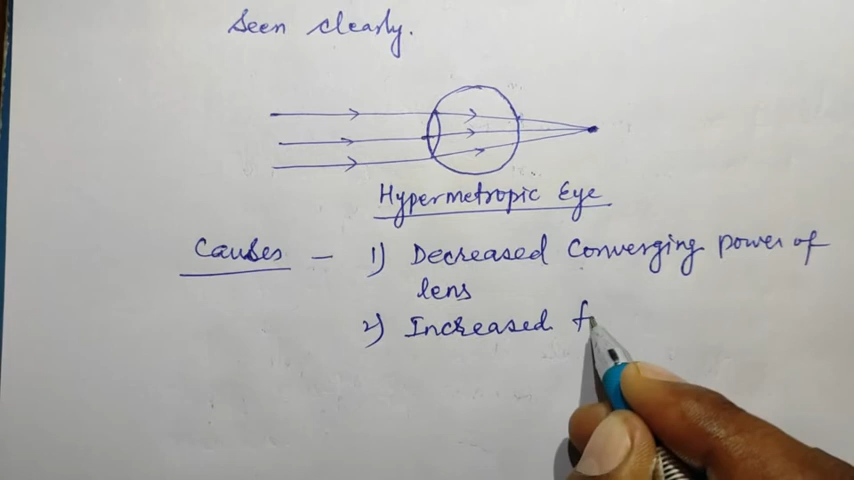 Seen clearly.
Hypermetropic Eye
Causes - 1) Decreased Converging power of
lens
2) Increased f